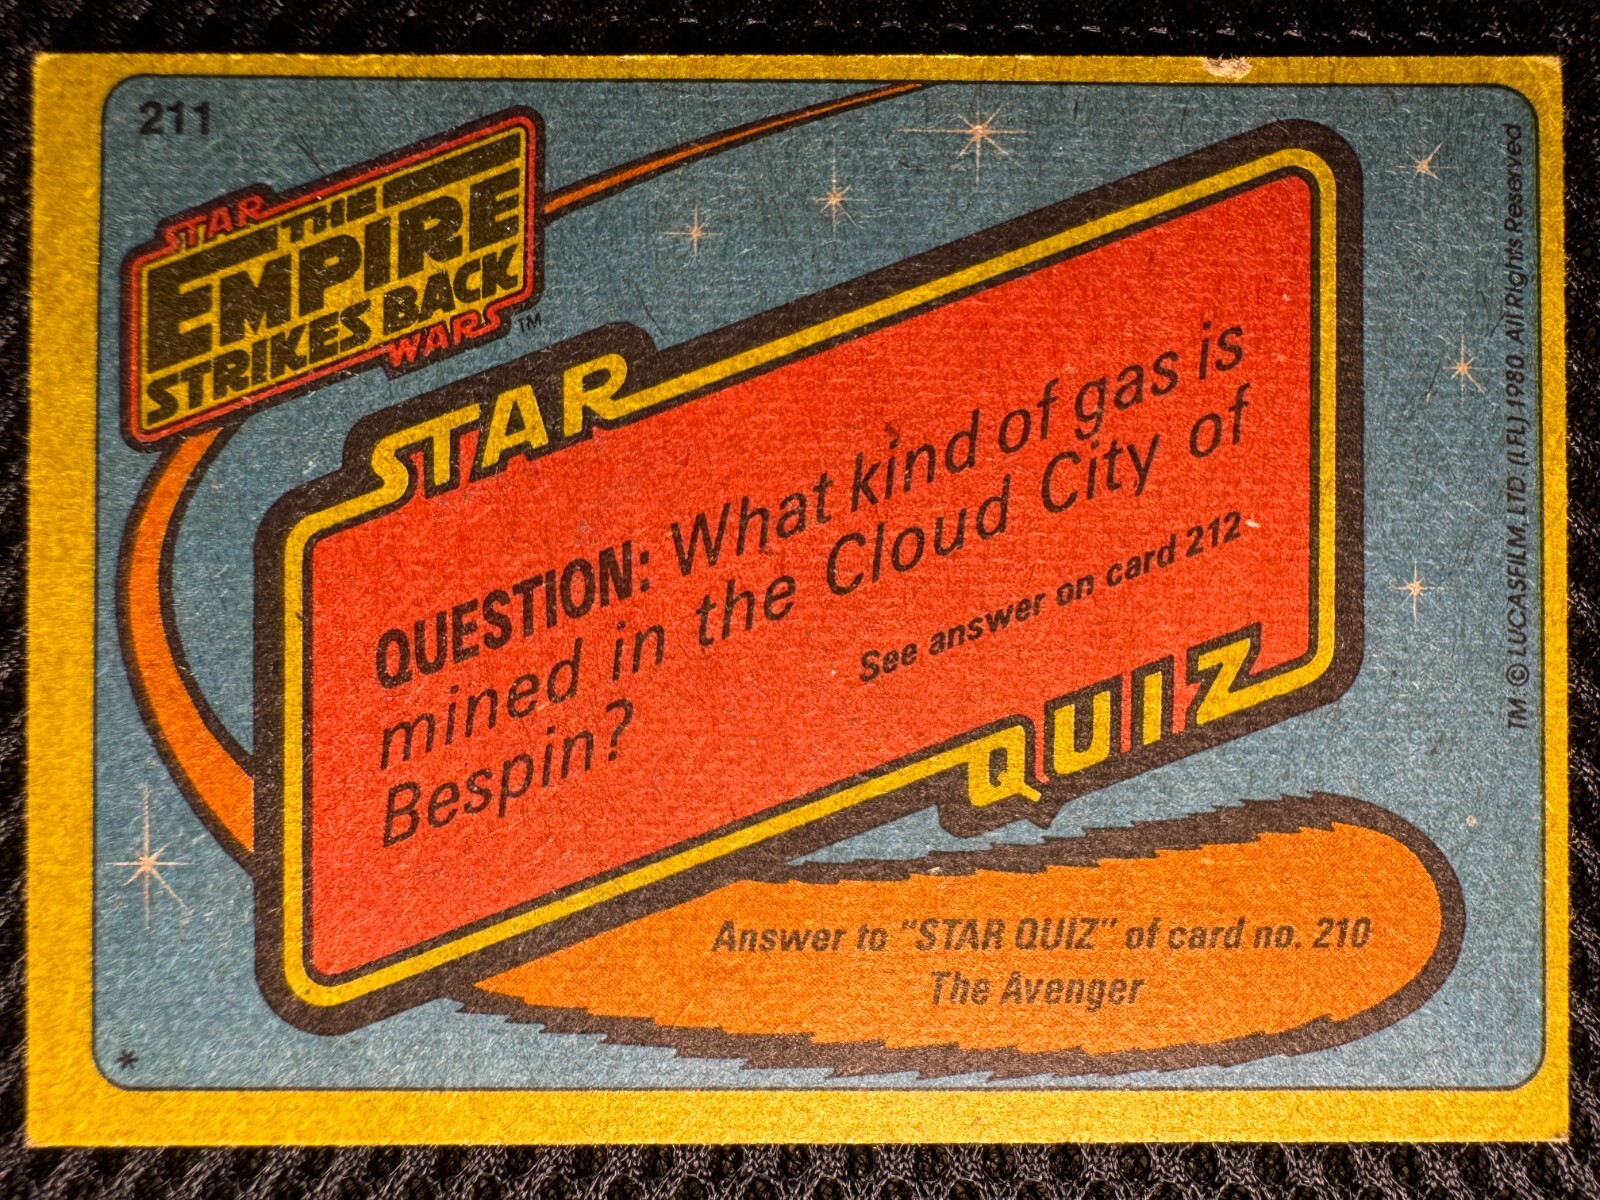 211
STAR
THE
EMPIRE
STRIKES BACK
WARS™
STAR
QUESTION: What kind of gas is
mined in the Cloud City of
Bespin?
See answer on card 212
QUIZ
Answer to "STAR QUIZ" of card no. 210
The Avenger
*
TM © LUCASFILM, LTD (LFL) 1980 All Rights Reserved